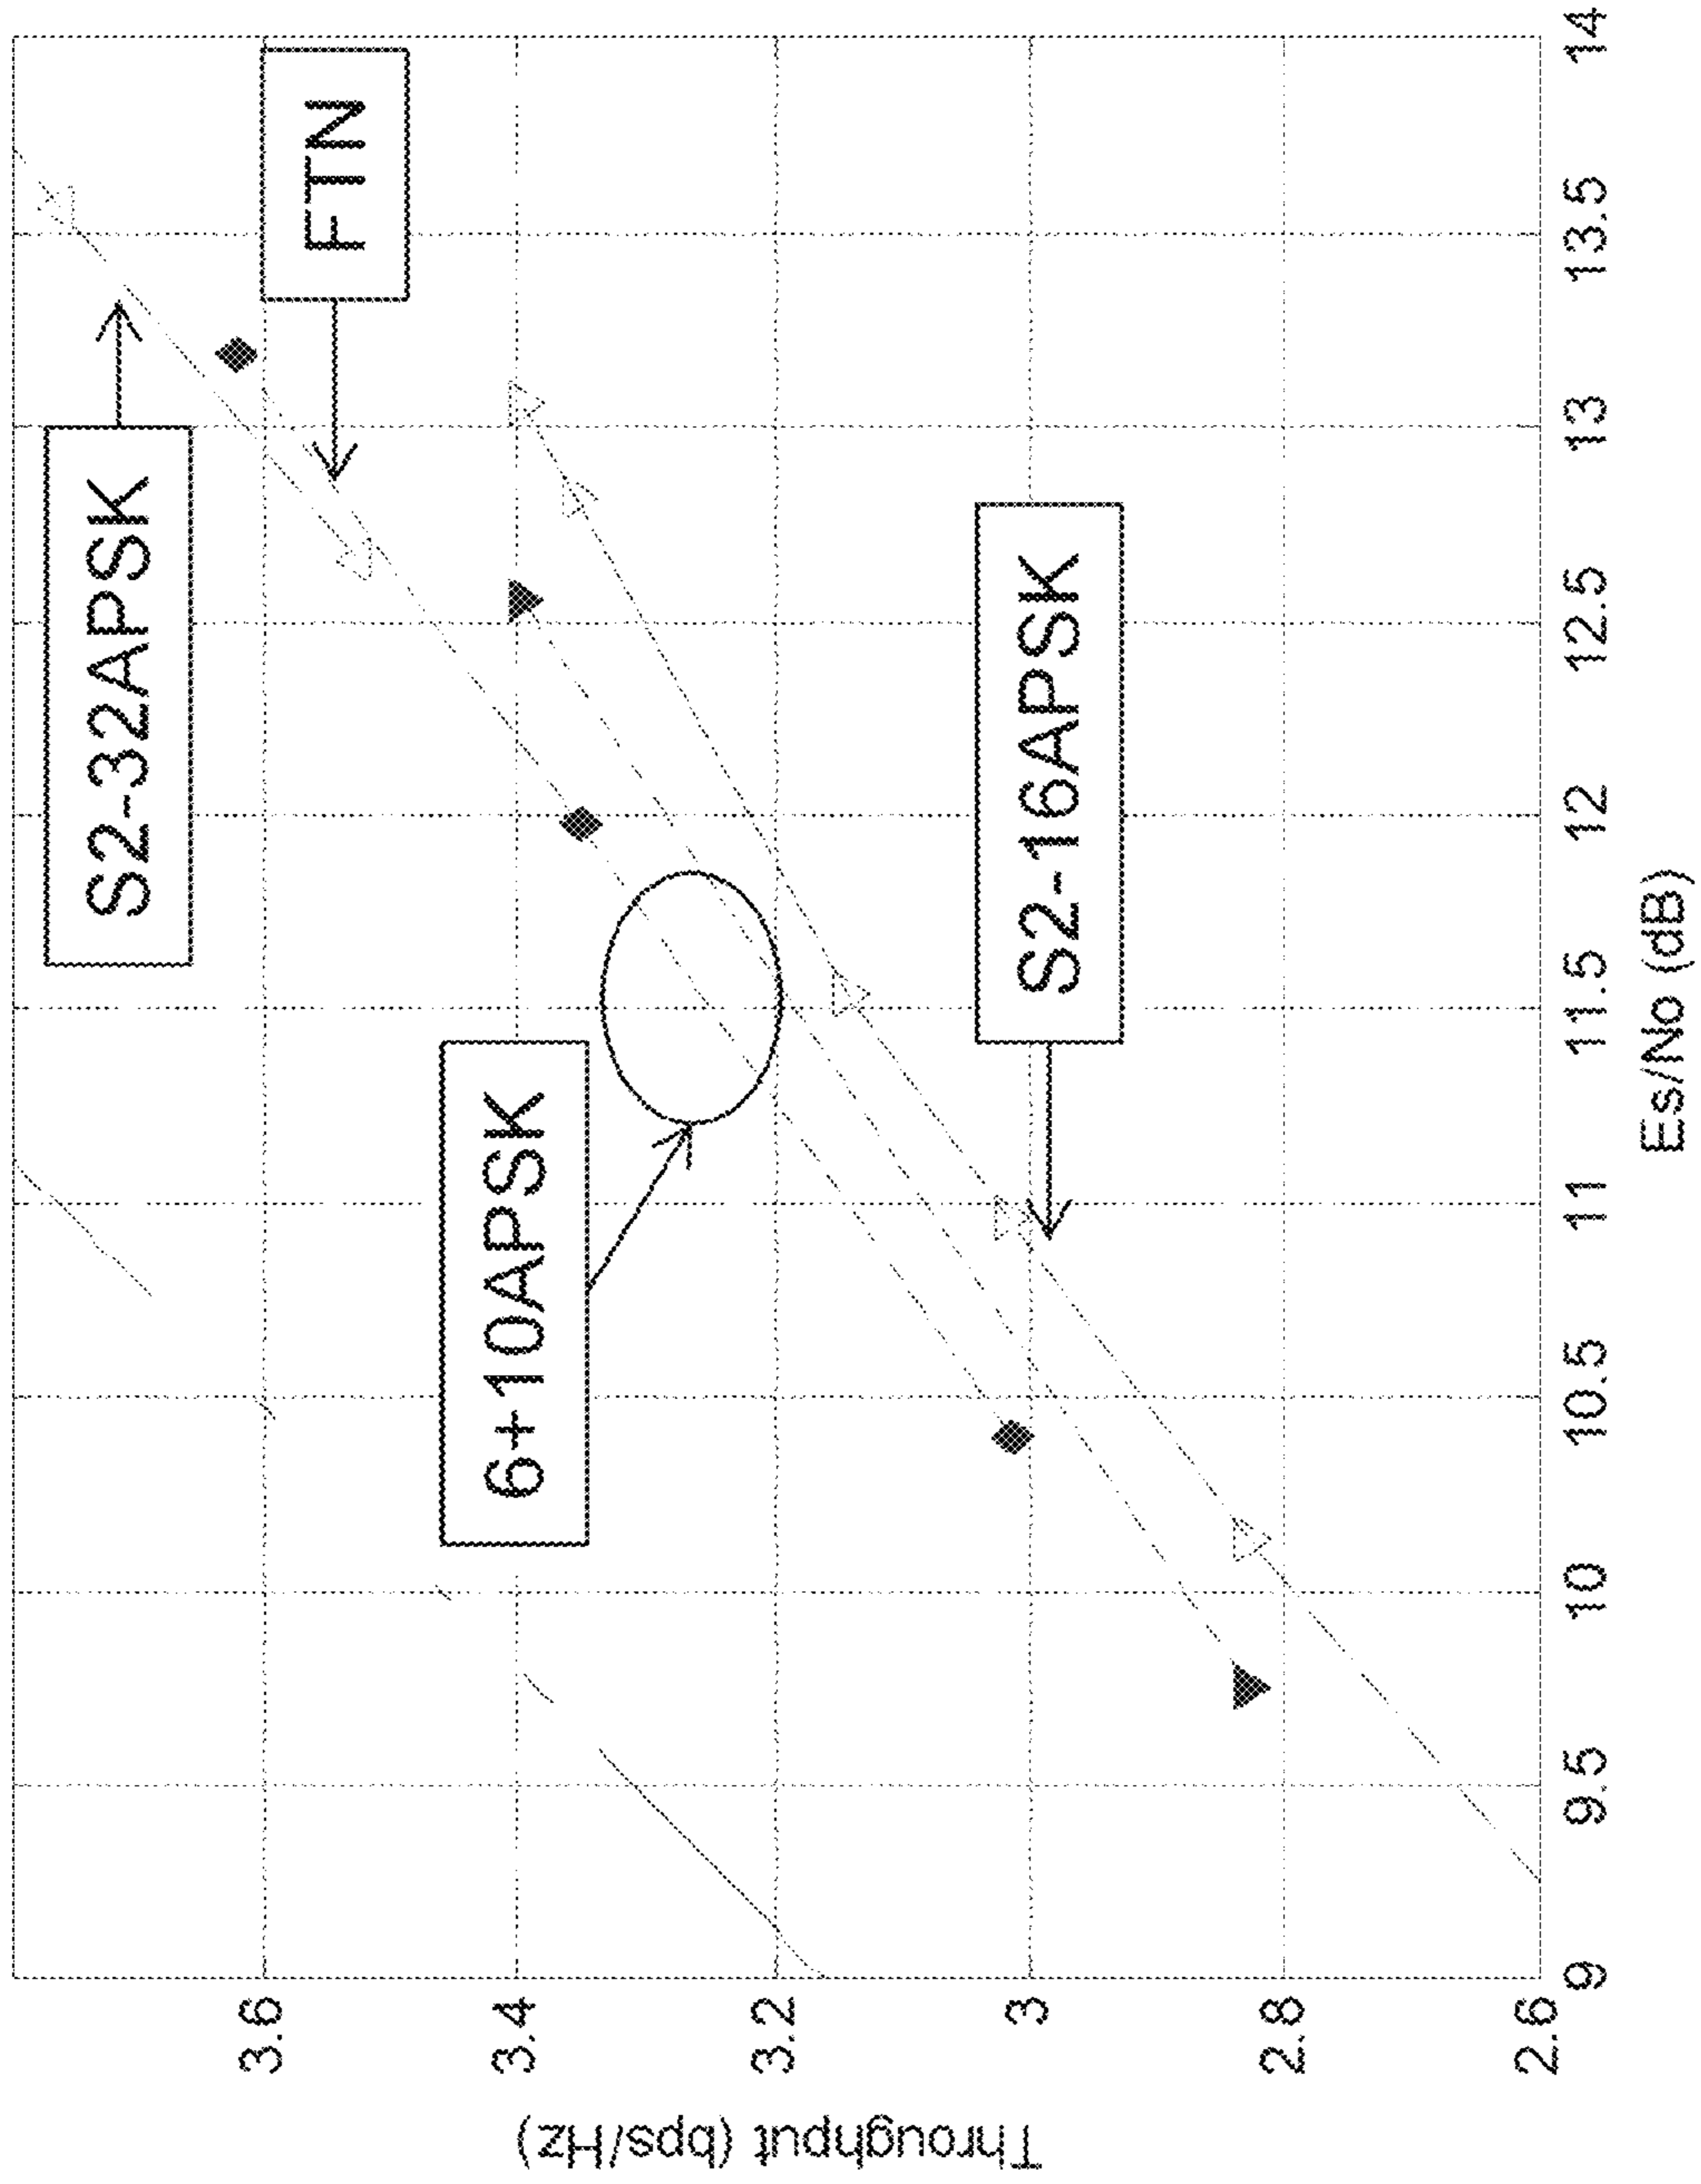 S2-32APSK
FTN
6+10APSK
S2-16APSK
Throughput (bps/Hz)
3.6
3.4
3.2
3
2.8
2.6
9
9.5
10
10.5
11
11.5
12
12.5
13
13.5
14
Es/No (dB)